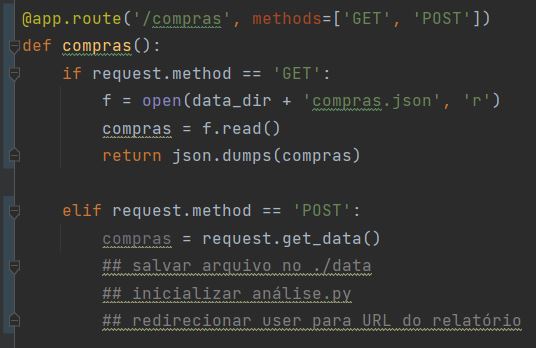 @app.route('/compras', methods=['GET', 'POST'])
def compras():
    if request.method == 'GET':
        f = open(data_dir + 'compras.json', 'r')
        compras = f.read()
        return json.dumps(compras)
    elif request.method == 'POST':
        compras = request.get_data()
        ## salvar arquivo no ./data
        ## inicializar análise.py
        ## redirecionar user para URL do relatório